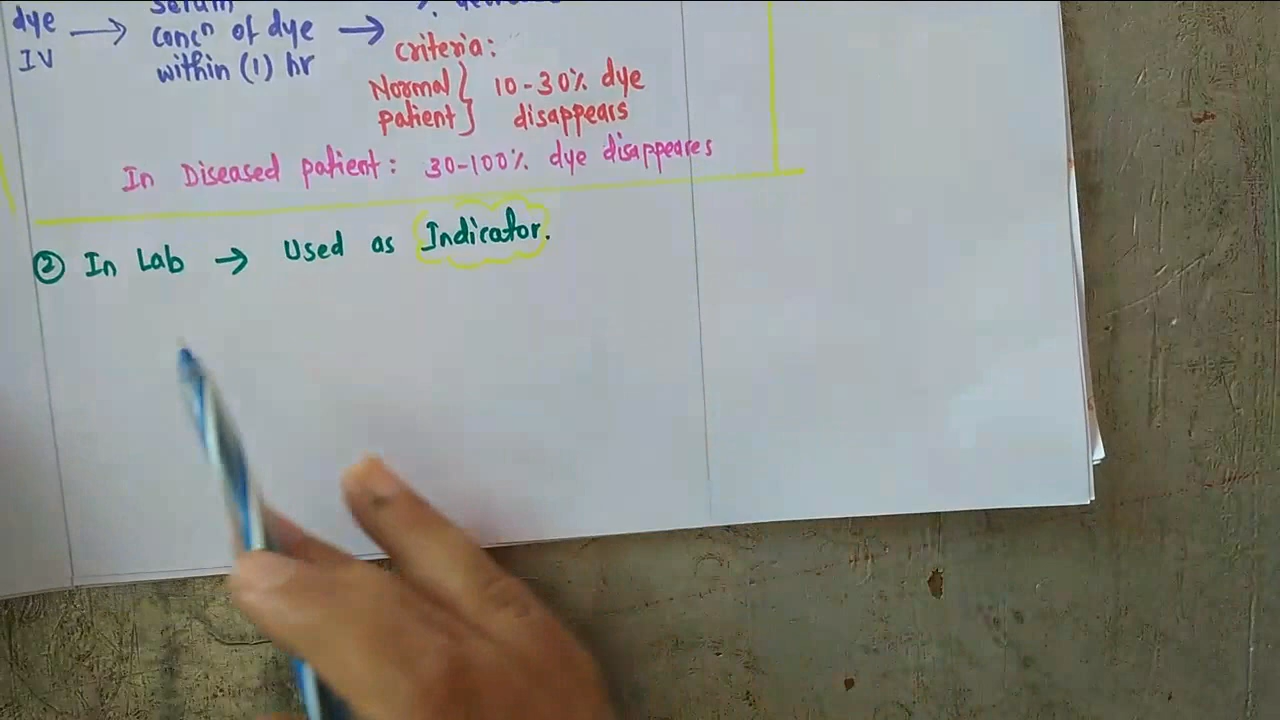 dye → serum
IV concⁿ of dye →
within (1) hr
criteria:
Normal patient } 10-30% dye disappears
In Diseased patient: 30-100% dye disappeares
② In Lab → Used as Indicator.